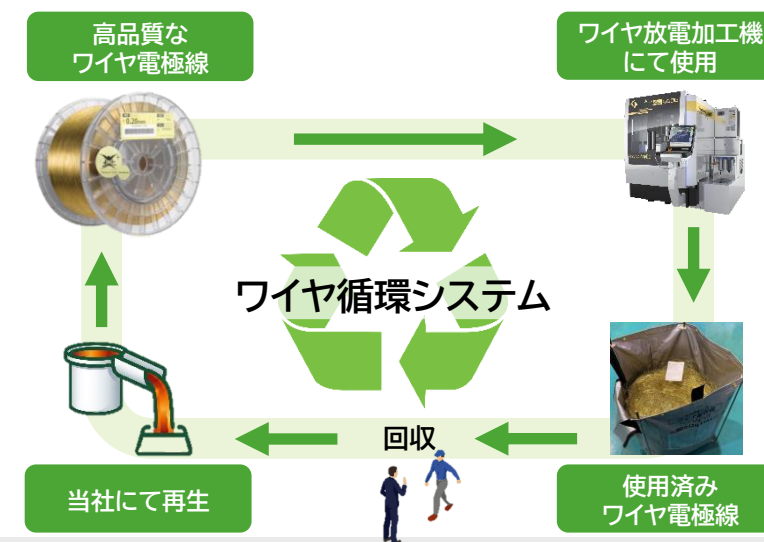 高品質な
ワイヤ電極線
ワイヤ放電加工機
にて使用
0.20mm
ワイヤ循環システム
回収
当社にて再生
使用済み
ワイヤ電極線